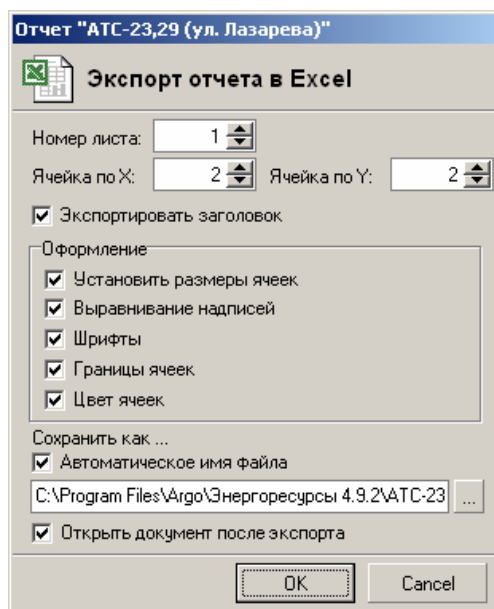 Отчет "АТС-23,29 (ул. Лазарева)"
Экспорт отчета в Excel
Номер листа: 1
Ячейка по X: 2 Ячейка по Y: 2
Экспортировать заголовок
Оформление
Установить размеры ячеек
Выравнивание надписей
Шрифты
Границы ячеек
Цвет ячеек
Сохранить как ...
Автоматическое имя файла
C:\Program Files\Argo\Энергоресурсы 4.9.2\АТС-23 ...
Открыть документ после экспорта
OK Cancel